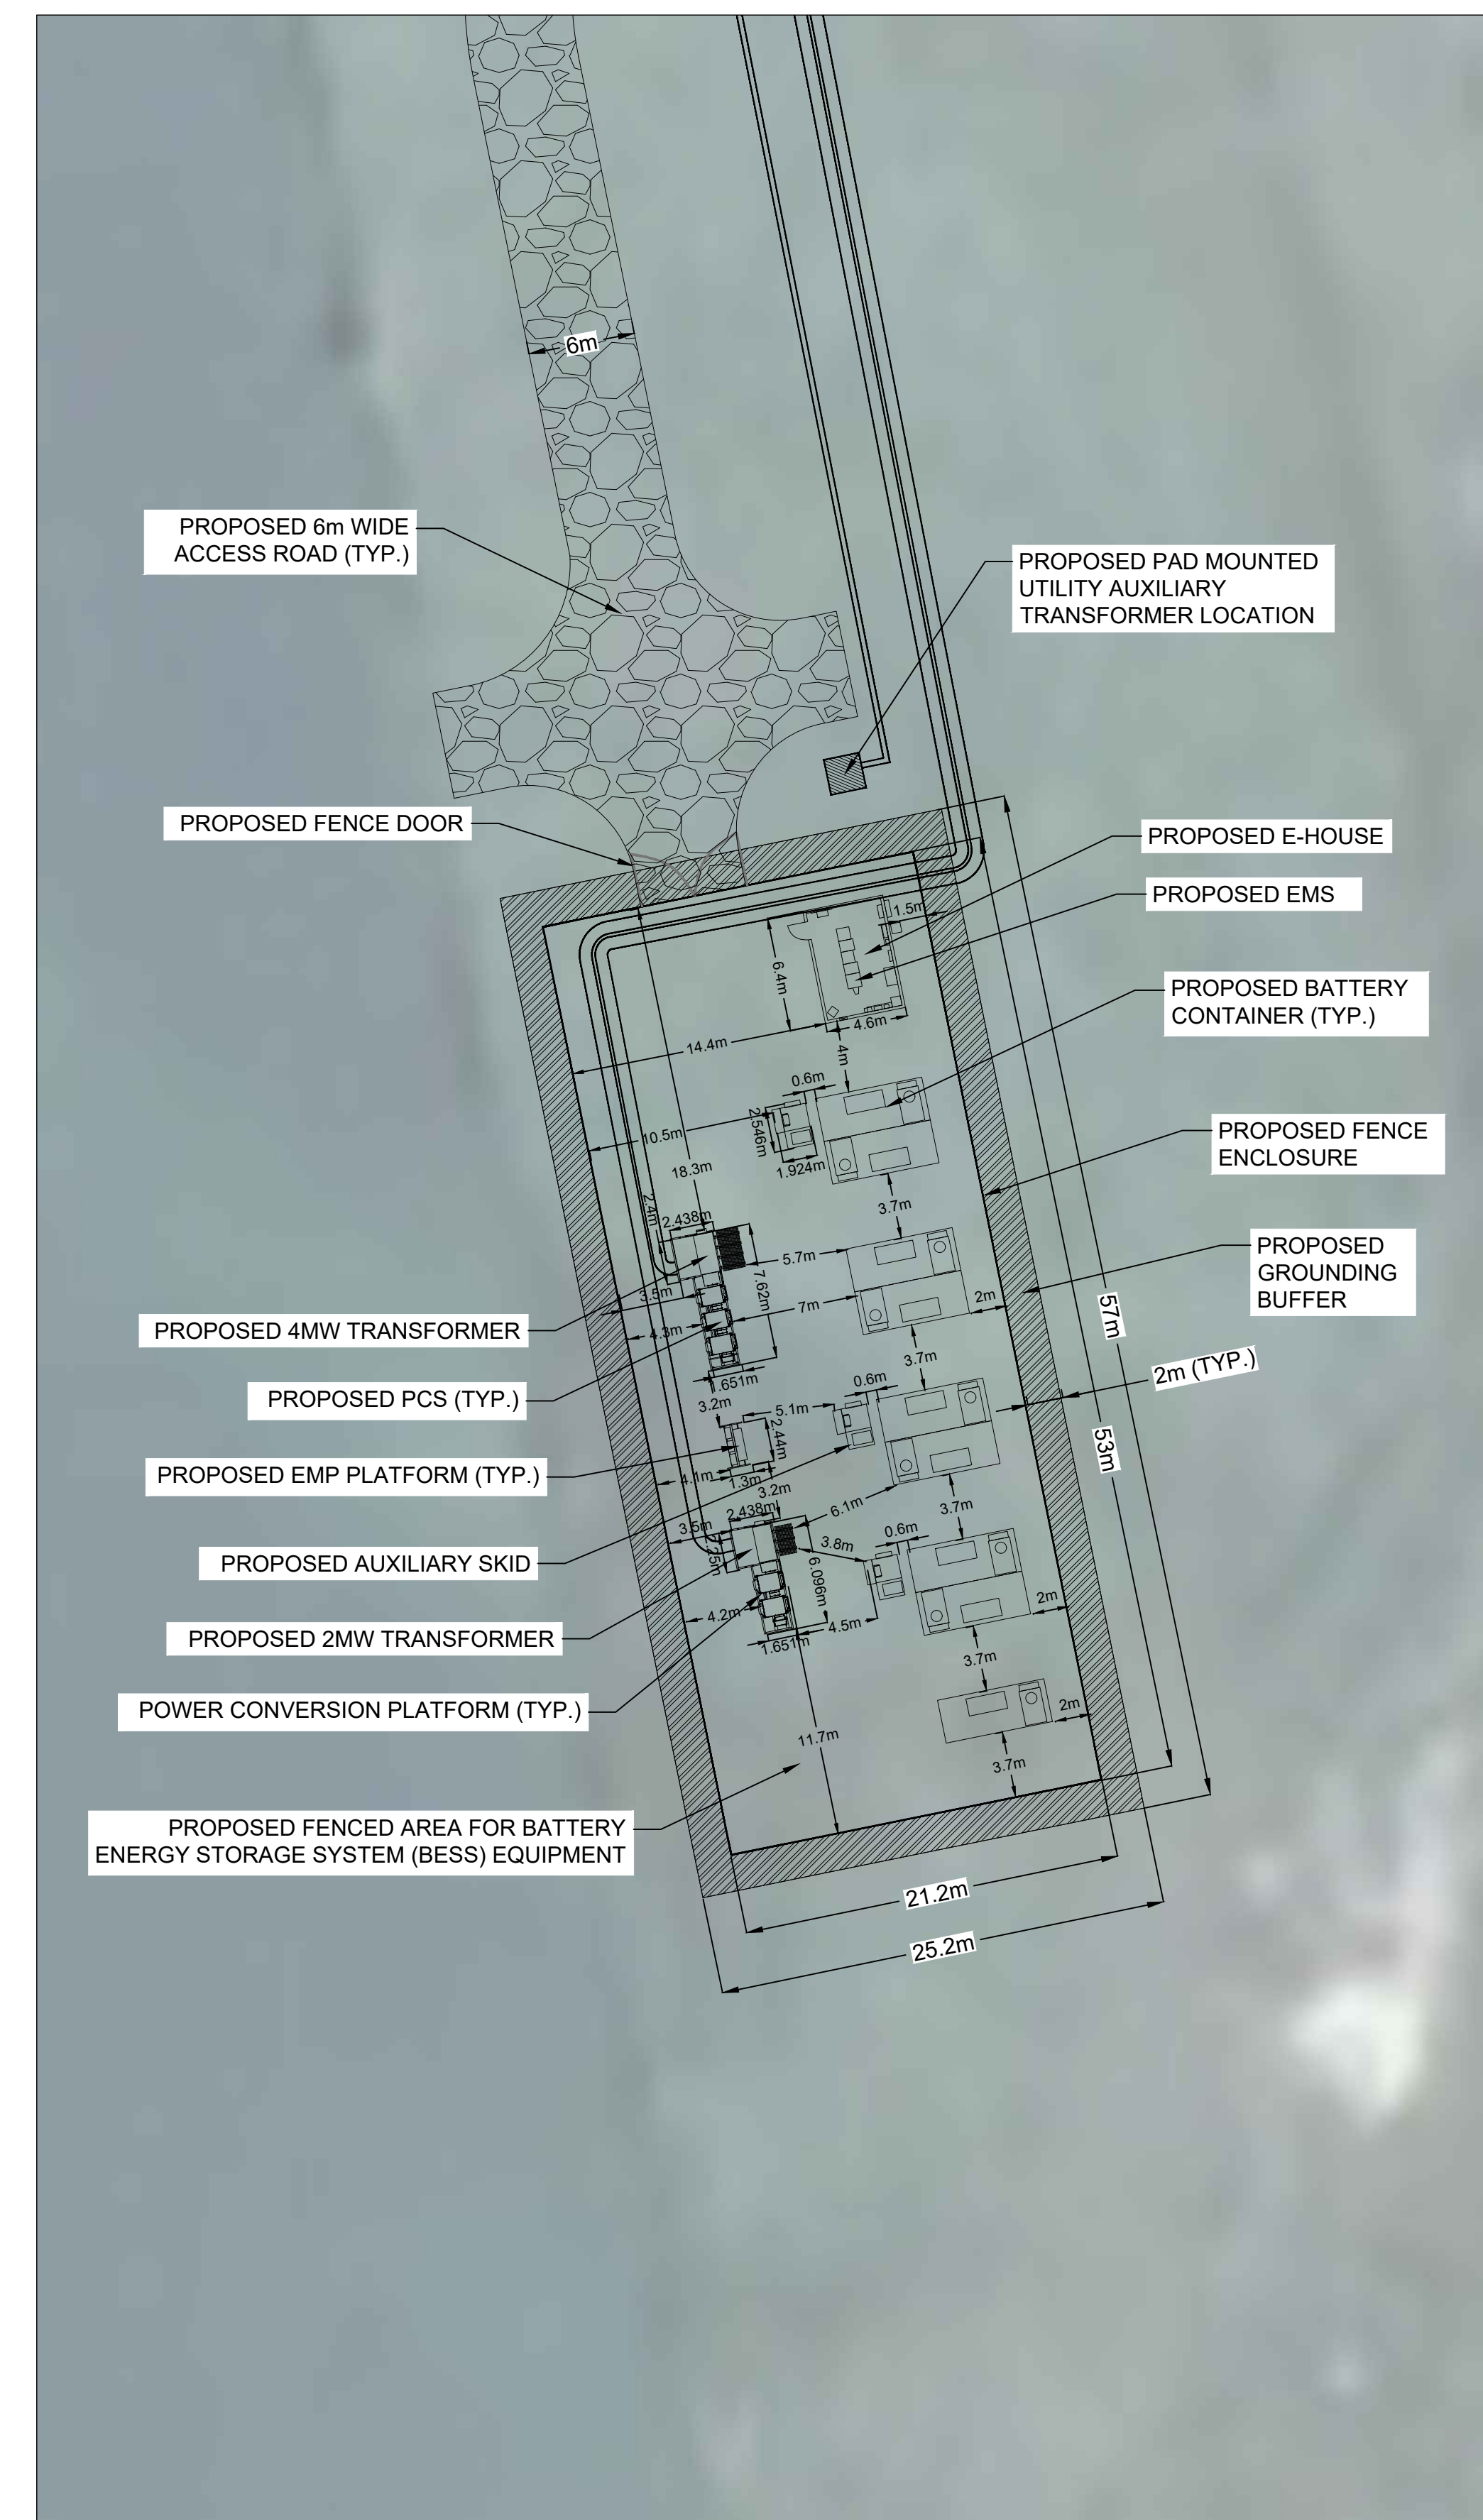 6m
PROPOSED 6m WIDE
ACCESS ROAD (TYP.)
PROPOSED PAD MOUNTED
UTILITY AUXILIARY
TRANSFORMER LOCATION
PROPOSED FENCE DOOR
PROPOSED E-HOUSE
PROPOSED EMS
1.5m
6.4m
4.6m
PROPOSED BATTERY
CONTAINER (TYP.)
14.4m
4m
0.6m
2.546m
10.5m
1.924m
18.3m
PROPOSED FENCE
ENCLOSURE
3.7m
2.4m
2.438m
5.7m
7.62m
3.5m
7m
2m
4.3m
PROPOSED GROUNDING
BUFFER
57m
PROPOSED 4MW TRANSFORMER
3.7m
2m (TYP.)
PROPOSED PCS (TYP.)
.651m
0.6m
3.2m
5.1m
2.44m
53m
PROPOSED EMP PLATFORM (TYP.)
4.1m
1.3m
3.2m
2.438m
6.1m
3.7m
3.5m
3.8m
0.6m
6.096m
PROPOSED AUXILIARY SKID
4.2m
4.5m
2m
1.651m
PROPOSED 2MW TRANSFORMER
3.7m
POWER CONVERSION PLATFORM (TYP.)
2m
11.7m
3.7m
PROPOSED FENCED AREA FOR BATTERY
ENERGY STORAGE SYSTEM (BESS) EQUIPMENT
21.2m
25.2m